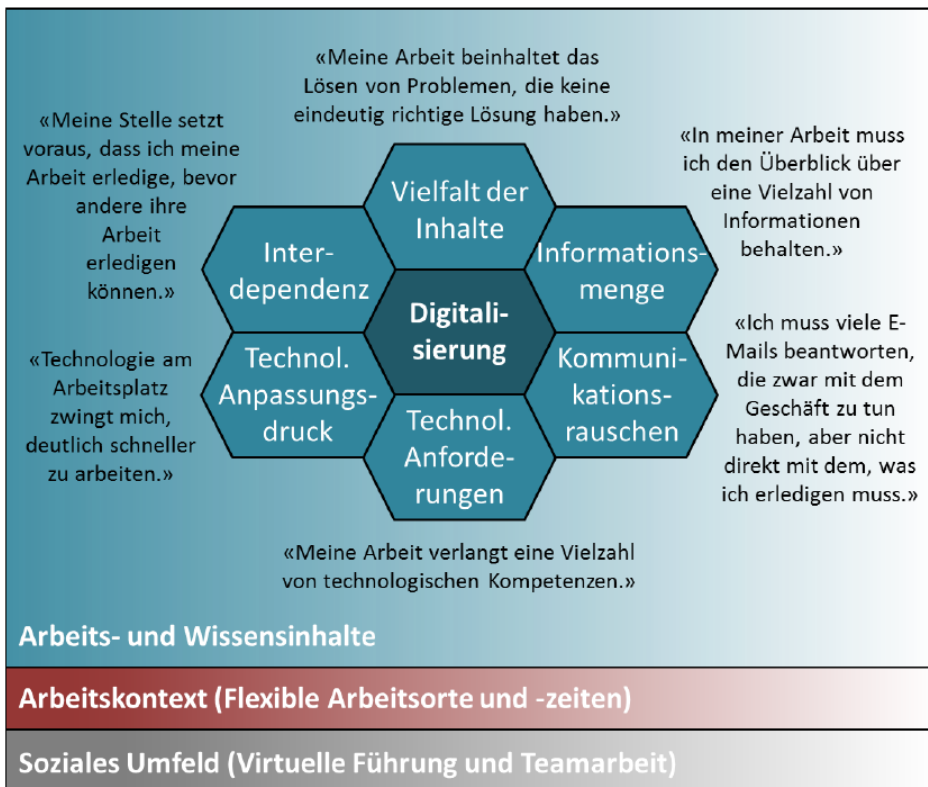 «Meine Arbeit beinhaltet das
Lösen von Problemen, die keine
eindeutig richtige Lösung haben.»
«Meine Stelle setzt
voraus, dass ich meine
Arbeit erledige, bevor
andere ihre
Arbeit
erledigen
können.»
«In meiner Arbeit muss
ich den Überblick über
eine Vielzahl von
Informationen
behalten.»
Vielfalt der
Inhalte
Inter-
dependenz
Informations-
menge
Digitali-
sierung
«Technologie am
Arbeitsplatz
zwingt mich,
deutlich schneller
zu arbeiten.»
Technol.
Anpassungs-
druck
Kommuni-
kations-
rauschen
«Ich muss viele E-
Mails beantworten,
die zwar mit dem
Geschäft zu tun
haben, aber nicht
direkt mit dem, was
ich erledigen muss.»
Technol.
Anforde-
rungen
«Meine Arbeit verlangt eine Vielzahl
von technologischen Kompetenzen.»
Arbeits- und Wissensinhalte
Arbeitskontext (Flexible Arbeitsorte und -zeiten)
Soziales Umfeld (Virtuelle Führung und Teamarbeit)